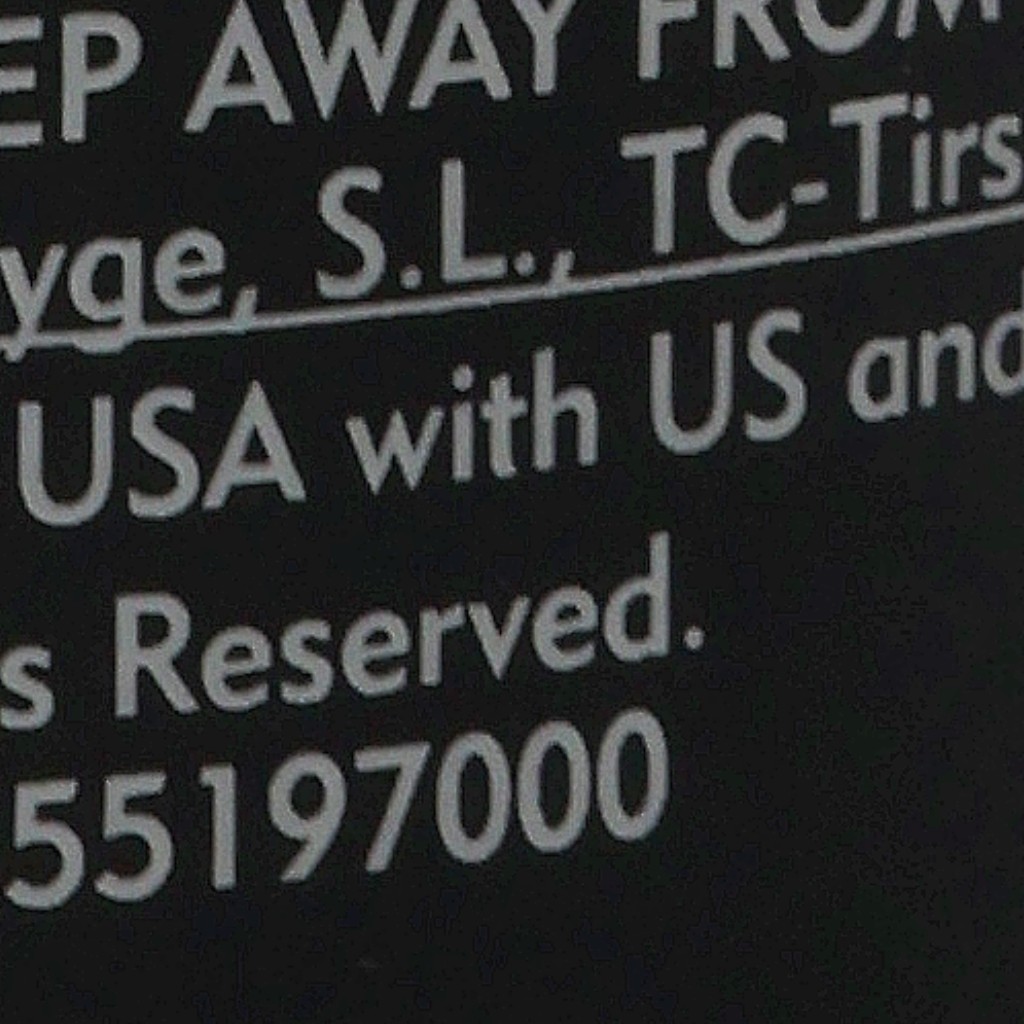 EP AWAY FROM
yge, S.L., TC-Tirs
USA with US and
s Reserved.
55197000